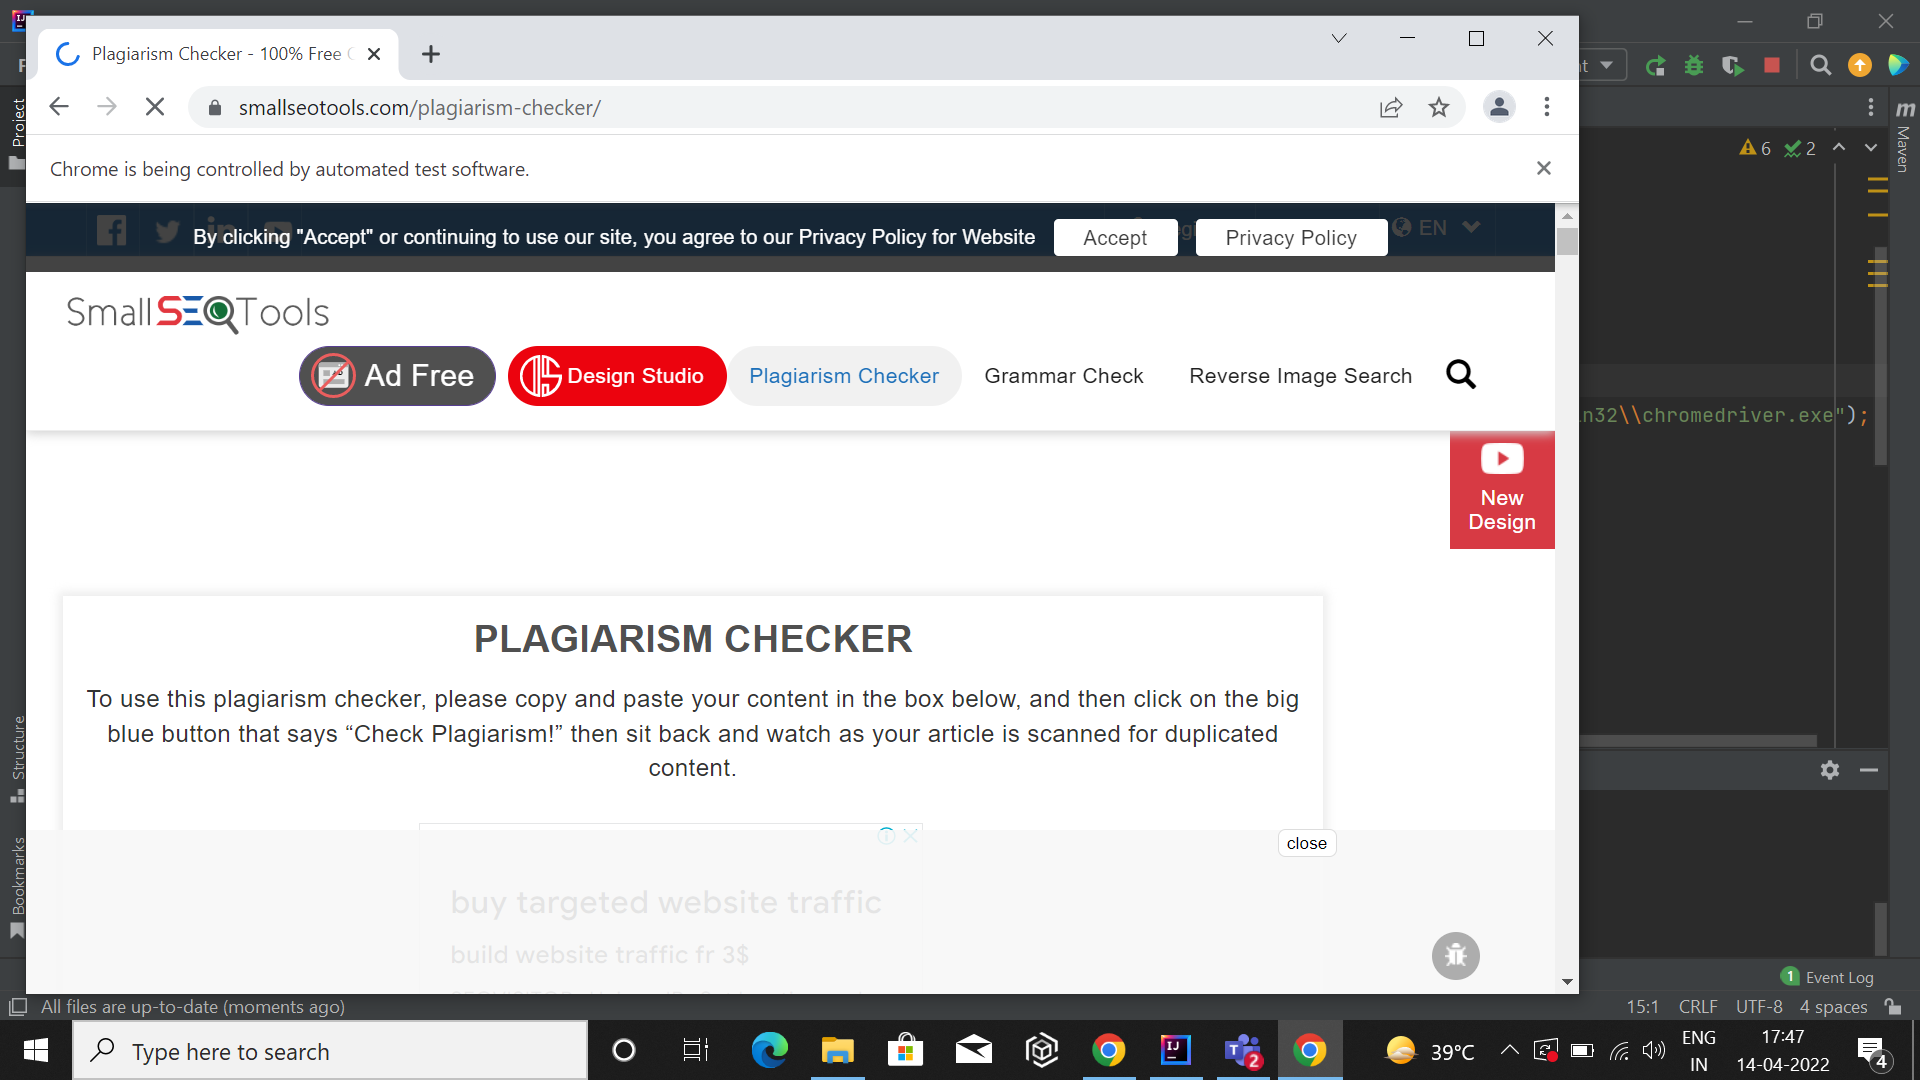 Plagiarism Checker - 100% Free
smallseotools.com/plagiarism-checker/
Chrome is being controlled by automated test software.
By clicking "Accept" or continuing to use our site, you agree to our Privacy Policy for Website
Accept
Privacy Policy
EN
SmallSEOTools
Ad Free
Design Studio
Plagiarism Checker
Grammar Check
Reverse Image Search
New
Design
PLAGIARISM CHECKER
To use this plagiarism checker, please copy and paste your content in the box below, and then click on the big
blue button that says “Check Plagiarism!” then sit back and watch as your article is scanned for duplicated
content.
close
buy targeted website traffic
build website traffic fr 3$
Project
Structure
Bookmarks
6
2
m
Maven
n32\\chromedriver.exe");
1 Event Log
All files are up-to-date (moments ago)
15:1 CRLF UTF-8 4 spaces
Type here to search
2
39°C
ENG
IN
17:47
14-04-2022
4